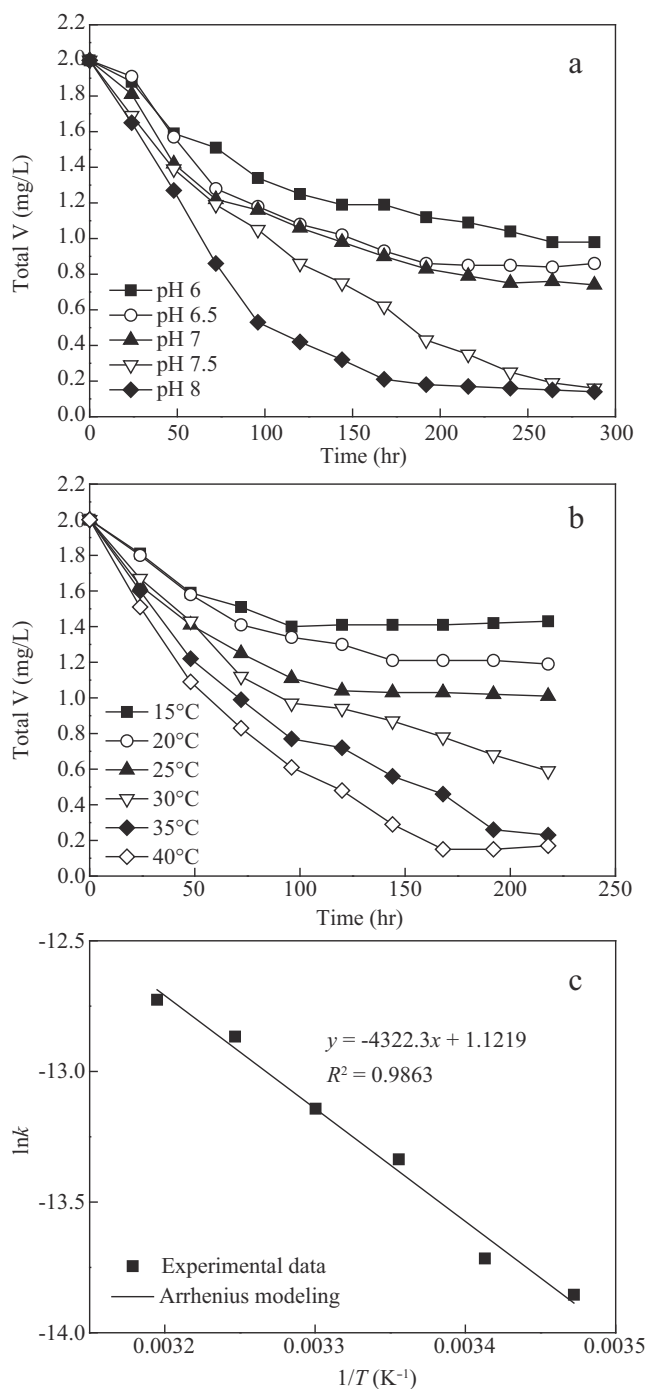 2.2
a
2.0
1.8
1.6
1.4
1.2
1.0
0.8
0.6
0.4
0.2
0.0
Total V (mg/L)
pH 6
pH 6.5
pH 7
pH 7.5
pH 8
0 50 100 150 200 250 300
Time (hr)
2.2
b
2.0
1.8
1.6
1.4
1.2
1.0
0.8
0.6
0.4
0.2
0.0
Total V (mg/L)
15°C
20°C
25°C
30°C
35°C
40°C
0 50 100 150 200 250
Time (hr)
-12.5
c
-13.0
-13.5
-14.0
lnk
y = -4322.3x + 1.1219
R² = 0.9863
Experimental data
Arrhenius modeling
0.0032 0.0033 0.0034 0.0035
1/T (K⁻¹)